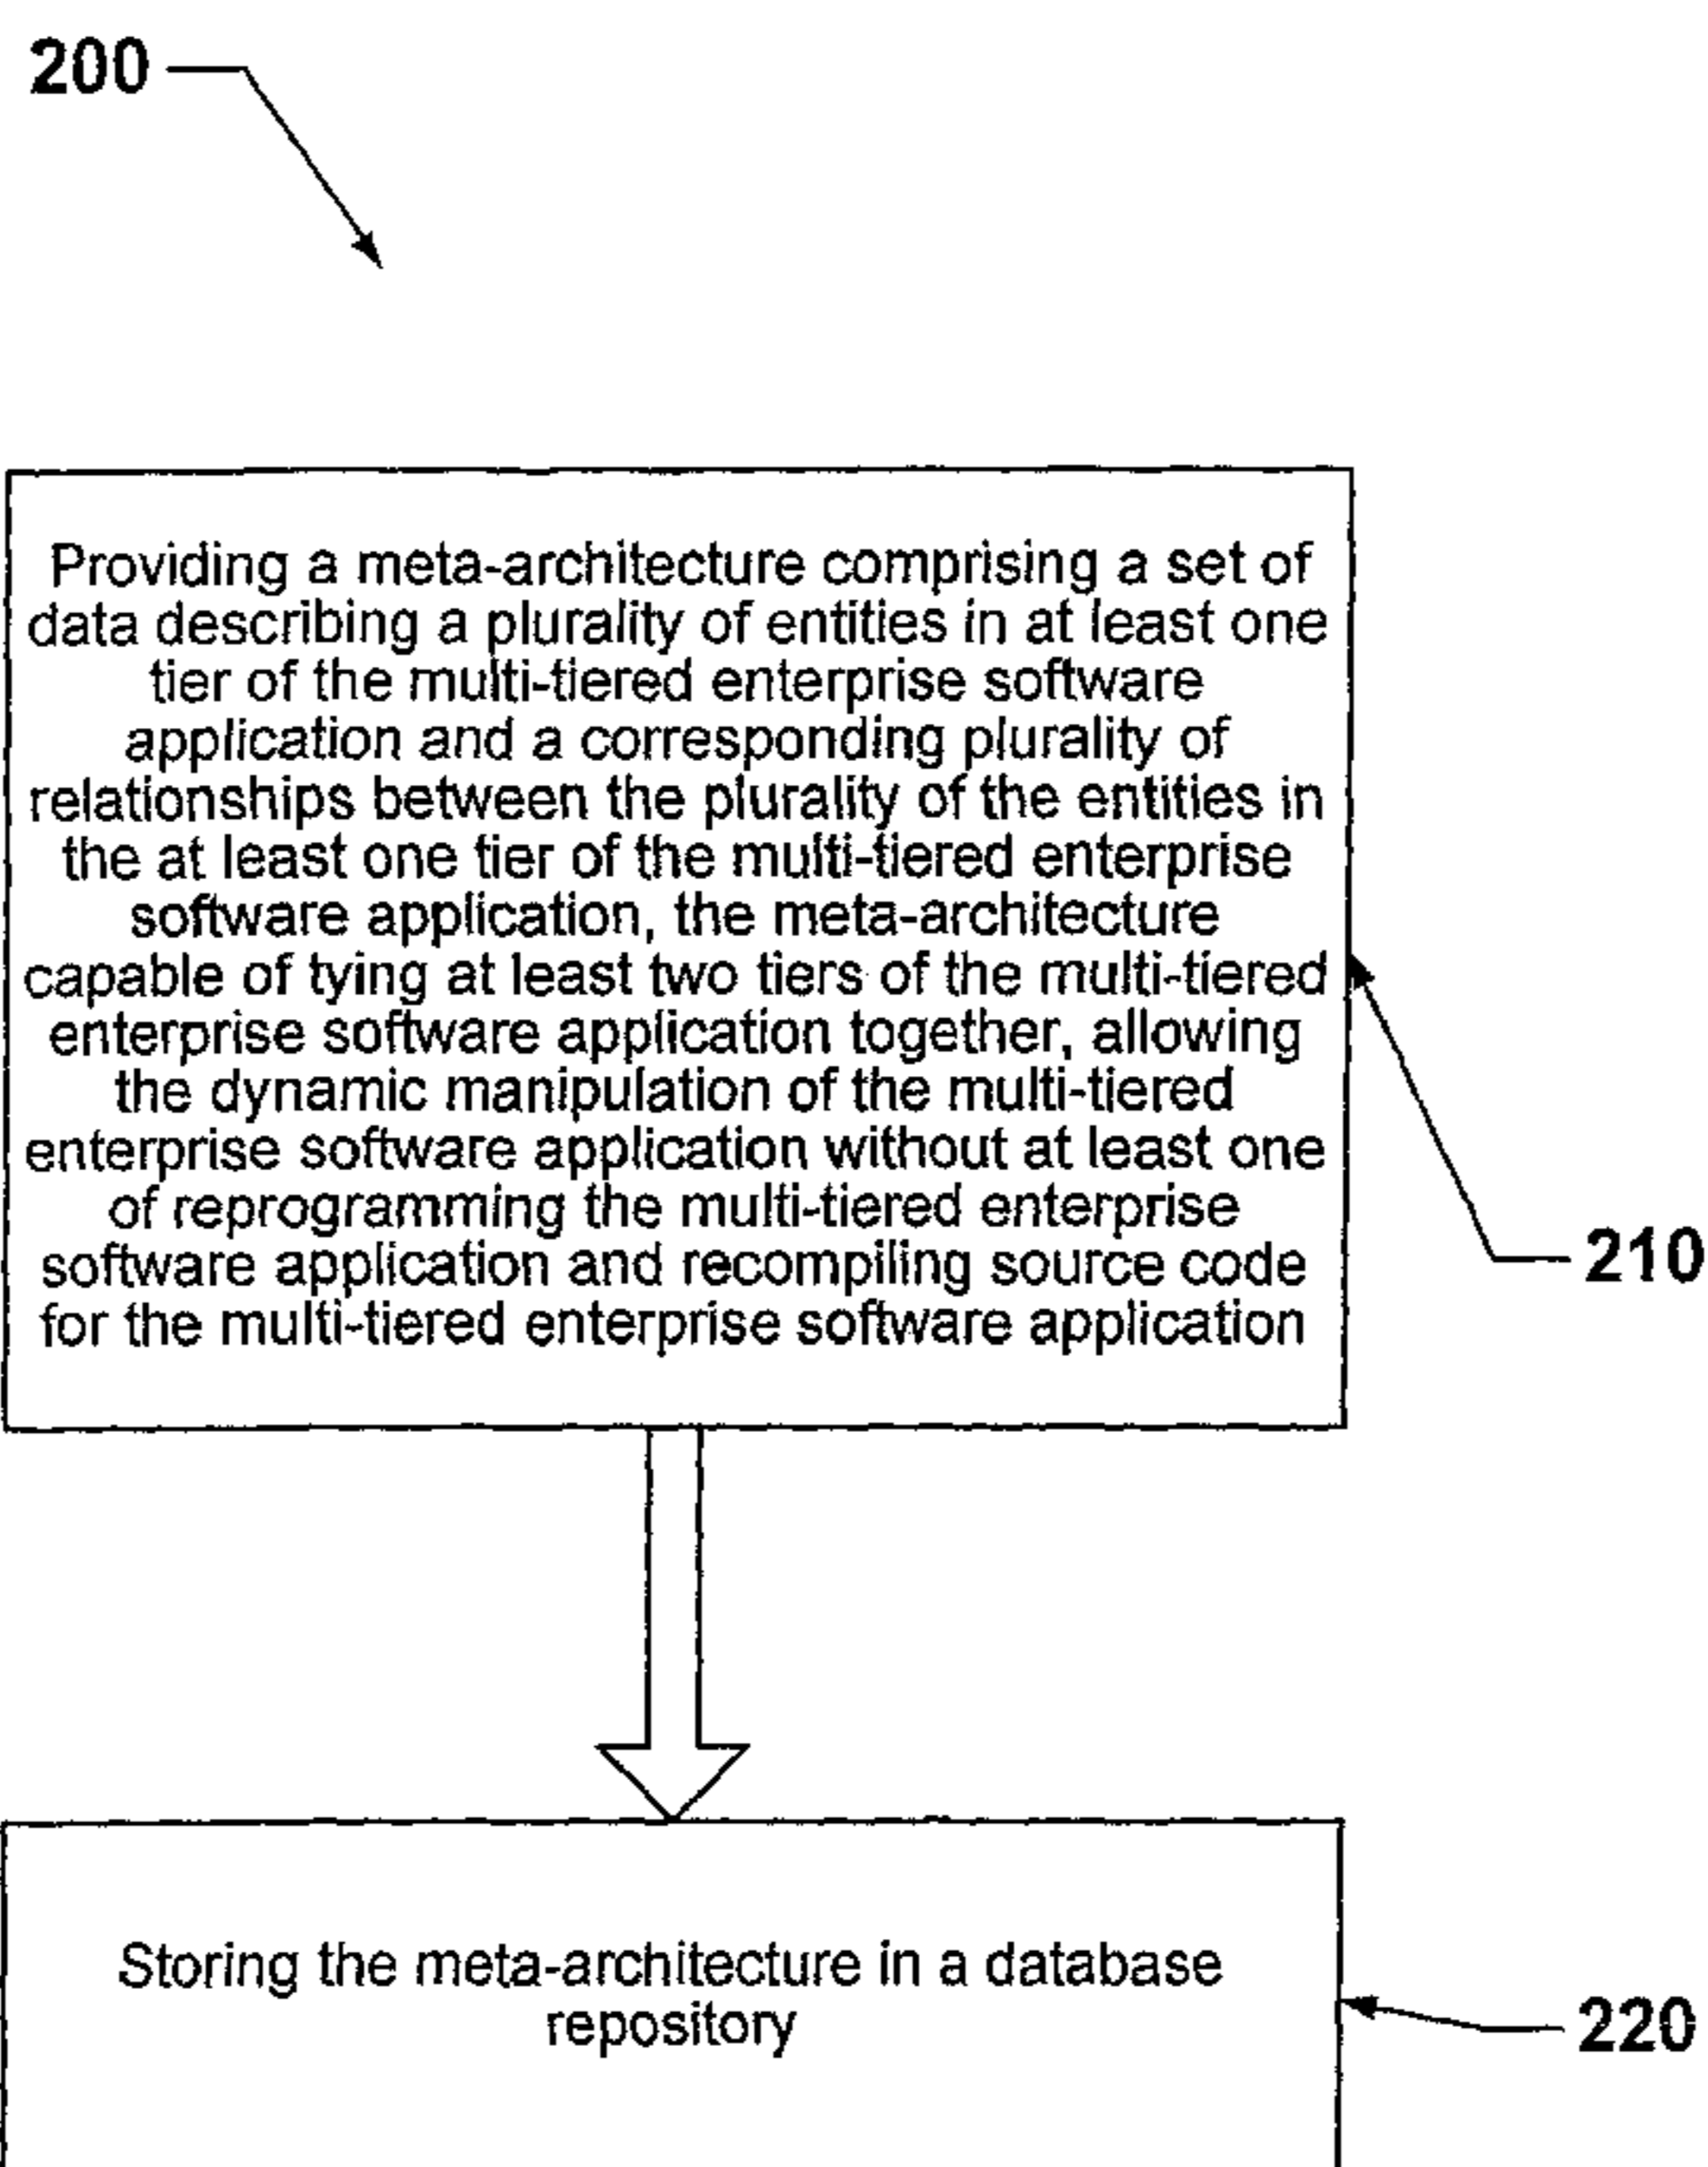 200
Providing a meta-architecture comprising a set of
data describing a plurality of entities in at least one
tier of the multi-tiered enterprise software
application and a corresponding plurality of
relationships between the plurality of the entities in
the at least one tier of the multi-tiered enterprise
software application, the meta-architecture
capable of tying at least two tiers of the multi-tiered
enterprise software application together, allowing
the dynamic manipulation of the multi-tiered
enterprise software application without at least one
of reprogramming the multi-tiered enterprise
software application and recompiling source code
for the multi-tiered enterprise software application
210
Storing the meta-architecture in a database
repository
220